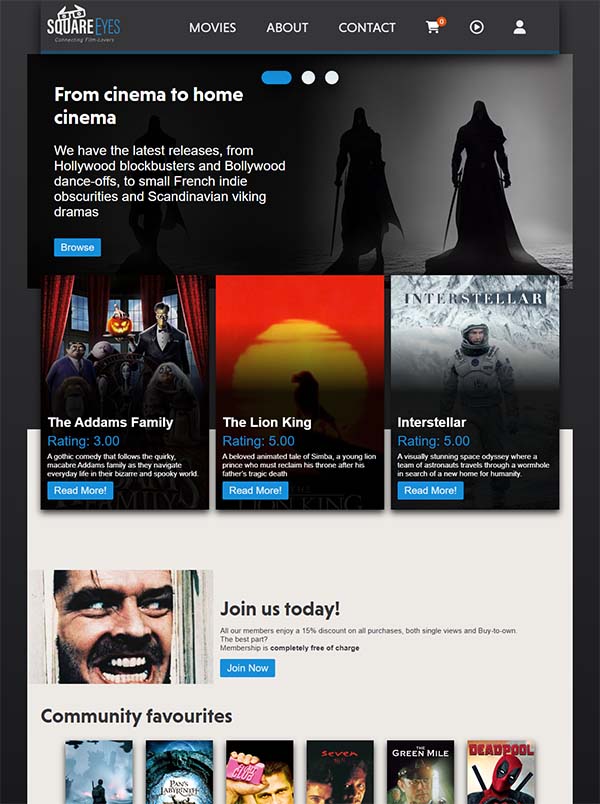 SQUAREEYES
Connecting Film-Lovers
MOVIES ABOUT CONTACT 0
From cinema to home
cinema
We have the latest releases, from
Hollywood blockbusters and Bollywood
dance-offs, to small French indie
obscurities and Scandinavian viking
dramas
Browse
INTERSTELLAR
The Addams Family
Rating: 3.00
A gothic comedy that follows the quirky,
macabre Addams family as they navigate
everyday life in their bizarre and spooky world.
Read More!
FAMILY
The Lion King
Rating: 5.00
A beloved animated tale of Simba, a young lion
prince who must reclaim his throne after his
father's tragic death
Read More!
THE
LION KING
Interstellar
Rating: 5.00
A visually stunning space odyssey where a
team of astronauts travels through a wormhole
in search of a new home for humanity.
Read More!
Join us today!
All our members enjoy a 15% discount on all purchases, both single views and Buy-to-own.
The best part?
Membership is completely free of charge
Join Now
Community favourites
PAN'S
LABYRINTH
FIGHT
CLUB
SEVEN
THE
GREEN MILE
DEADPOOL